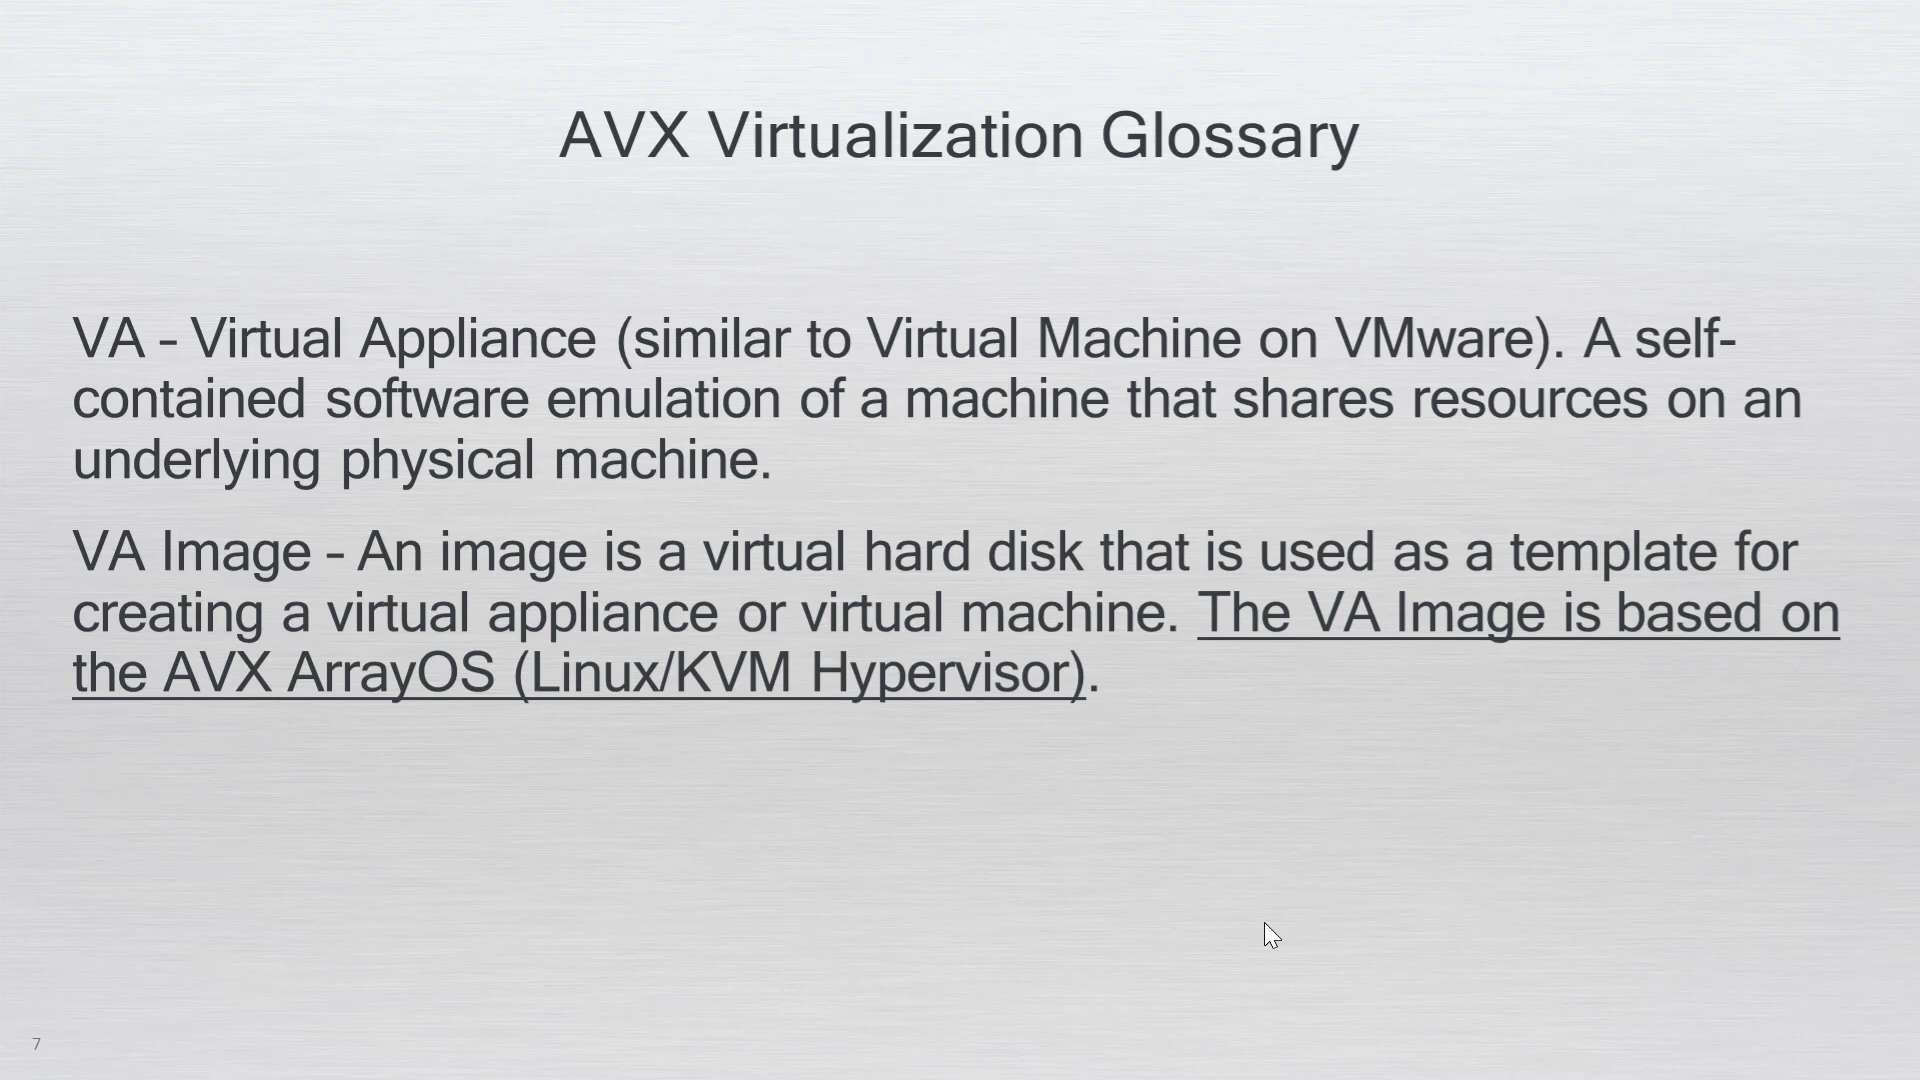 AVX Virtualization Glossary
VA – Virtual Appliance (similar to Virtual Machine on VMware). A self-
contained software emulation of a machine that shares resources on an
underlying physical machine.
VA Image – An image is a virtual hard disk that is used as a template for
creating a virtual appliance or virtual machine. The VA Image is based on
the AVX ArrayOS (Linux/KVM Hypervisor).
7